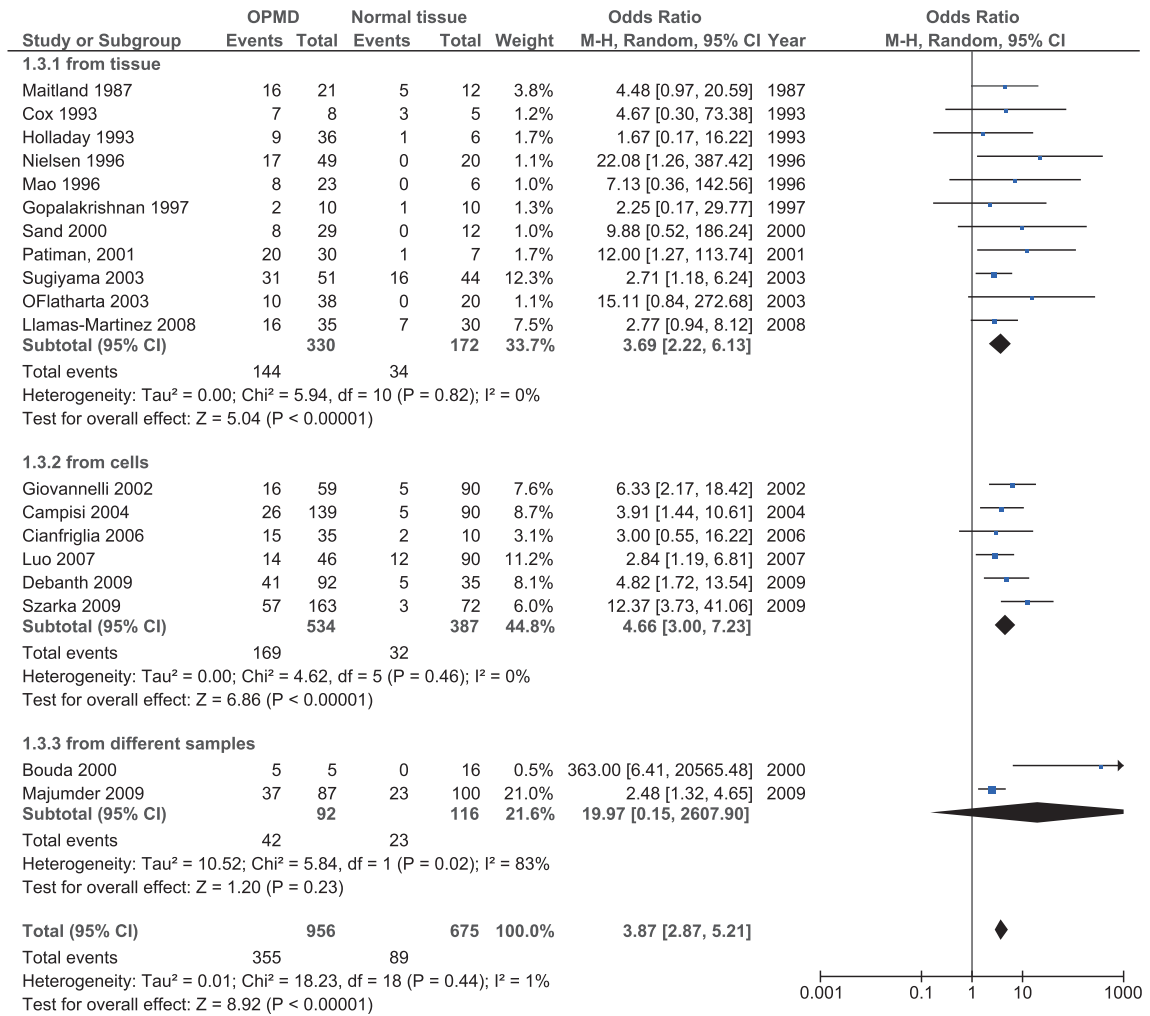 OPMD Normal tissue Odds Ratio Odds Ratio
Study or Subgroup Events Total Events Total Weight M-H, Random, 95% CI Year M-H, Random, 95% CI
1.3.1 from tissue
Maitland 1987 16 21 5 12 3.8% 4.48 [0.97, 20.59] 1987
Cox 1993 7 8 3 5 1.2% 4.67 [0.30, 73.38] 1993
Holladay 1993 9 36 1 6 1.7% 1.67 [0.17, 16.22] 1993
Nielsen 1996 17 49 0 20 1.1% 22.08 [1.26, 387.42] 1996
Mao 1996 8 23 0 6 1.0% 7.13 [0.36, 142.56] 1996
Gopalakrishnan 1997 2 10 1 10 1.3% 2.25 [0.17, 29.77] 1997
Sand 2000 8 29 0 12 1.0% 9.88 [0.52, 186.24] 2000
Patiman, 2001 20 30 1 7 1.7% 12.00 [1.27, 113.74] 2001
Sugiyama 2003 31 51 16 44 12.3% 2.71 [1.18, 6.24] 2003
OFlatharta 2003 10 38 0 20 1.1% 15.11 [0.84, 272.68] 2003
Llamas-Martinez 2008 16 35 7 30 7.5% 2.77 [0.94, 8.12] 2008
Subtotal (95% CI) 330 172 33.7% 3.69 [2.22, 6.13]
Total events 144 34
Heterogeneity: Tau² = 0.00; Chi² = 5.94, df = 10 (P = 0.82); I² = 0%
Test for overall effect: Z = 5.04 (P < 0.00001)
1.3.2 from cells
Giovannelli 2002 16 59 5 90 7.6% 6.33 [2.17, 18.42] 2002
Campisi 2004 26 139 5 90 8.7% 3.91 [1.44, 10.61] 2004
Cianfriglia 2006 15 35 2 10 3.1% 3.00 [0.55, 16.22] 2006
Luo 2007 14 46 12 90 11.2% 2.84 [1.19, 6.81] 2007
Debanth 2009 41 92 5 35 8.1% 4.82 [1.72, 13.54] 2009
Szarka 2009 57 163 3 72 6.0% 12.37 [3.73, 41.06] 2009
Subtotal (95% CI) 534 387 44.8% 4.66 [3.00, 7.23]
Total events 169 32
Heterogeneity: Tau² = 0.00; Chi² = 4.62, df = 5 (P = 0.46); I² = 0%
Test for overall effect: Z = 6.86 (P < 0.00001)
1.3.3 from different samples
Bouda 2000 5 5 0 16 0.5% 363.00 [6.41, 20565.48] 2000
Majumder 2009 37 87 23 100 21.0% 2.48 [1.32, 4.65] 2009
Subtotal (95% CI) 92 116 21.6% 19.97 [0.15, 2607.90]
Total events 42 23
Heterogeneity: Tau² = 10.52; Chi² = 5.84, df = 1 (P = 0.02); I² = 83%
Test for overall effect: Z = 1.20 (P = 0.23)
Total (95% CI) 956 675 100.0% 3.87 [2.87, 5.21]
Total events 355 89
Heterogeneity: Tau² = 0.01; Chi² = 18.23, df = 18 (P = 0.44); I² = 1%
Test for overall effect: Z = 8.92 (P < 0.00001)
0.001 0.1 1 10 1000